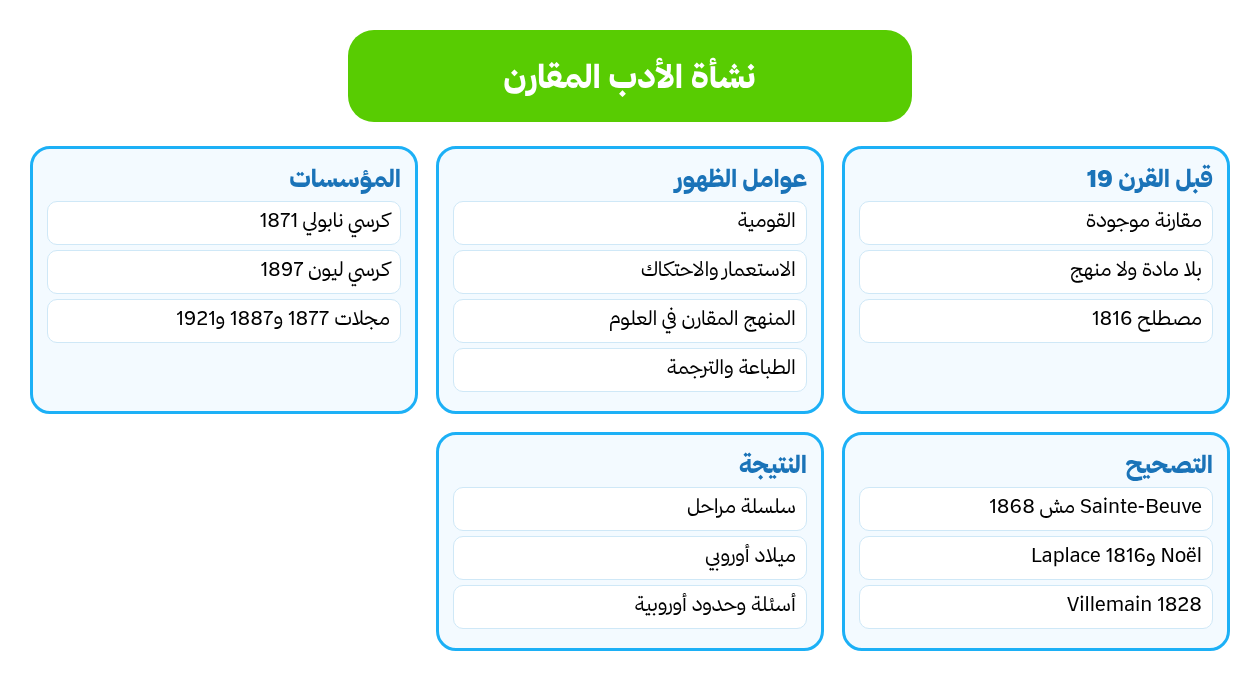 نشأة الأدب المقارن
قبل القرن 19
مقارنة موجودة
بلا مادة ولا منهج
مصطلح 1816
عوامل الظهور
القومية
الاستعمار والاحتكاك
المنهج المقارن في العلوم
الطباعة والترجمة
المؤسسات
كرسي نابولي 1871
كرسي ليون 1897
مجلات 1877 و1887 و1921
التصحيح
Sainte-Beuve مش 1868
Noël وLaplace 1816
Villemain 1828
النتيجة
سلسلة مراحل
ميلاد أوروبي
أسئلة وحدود أوروبية